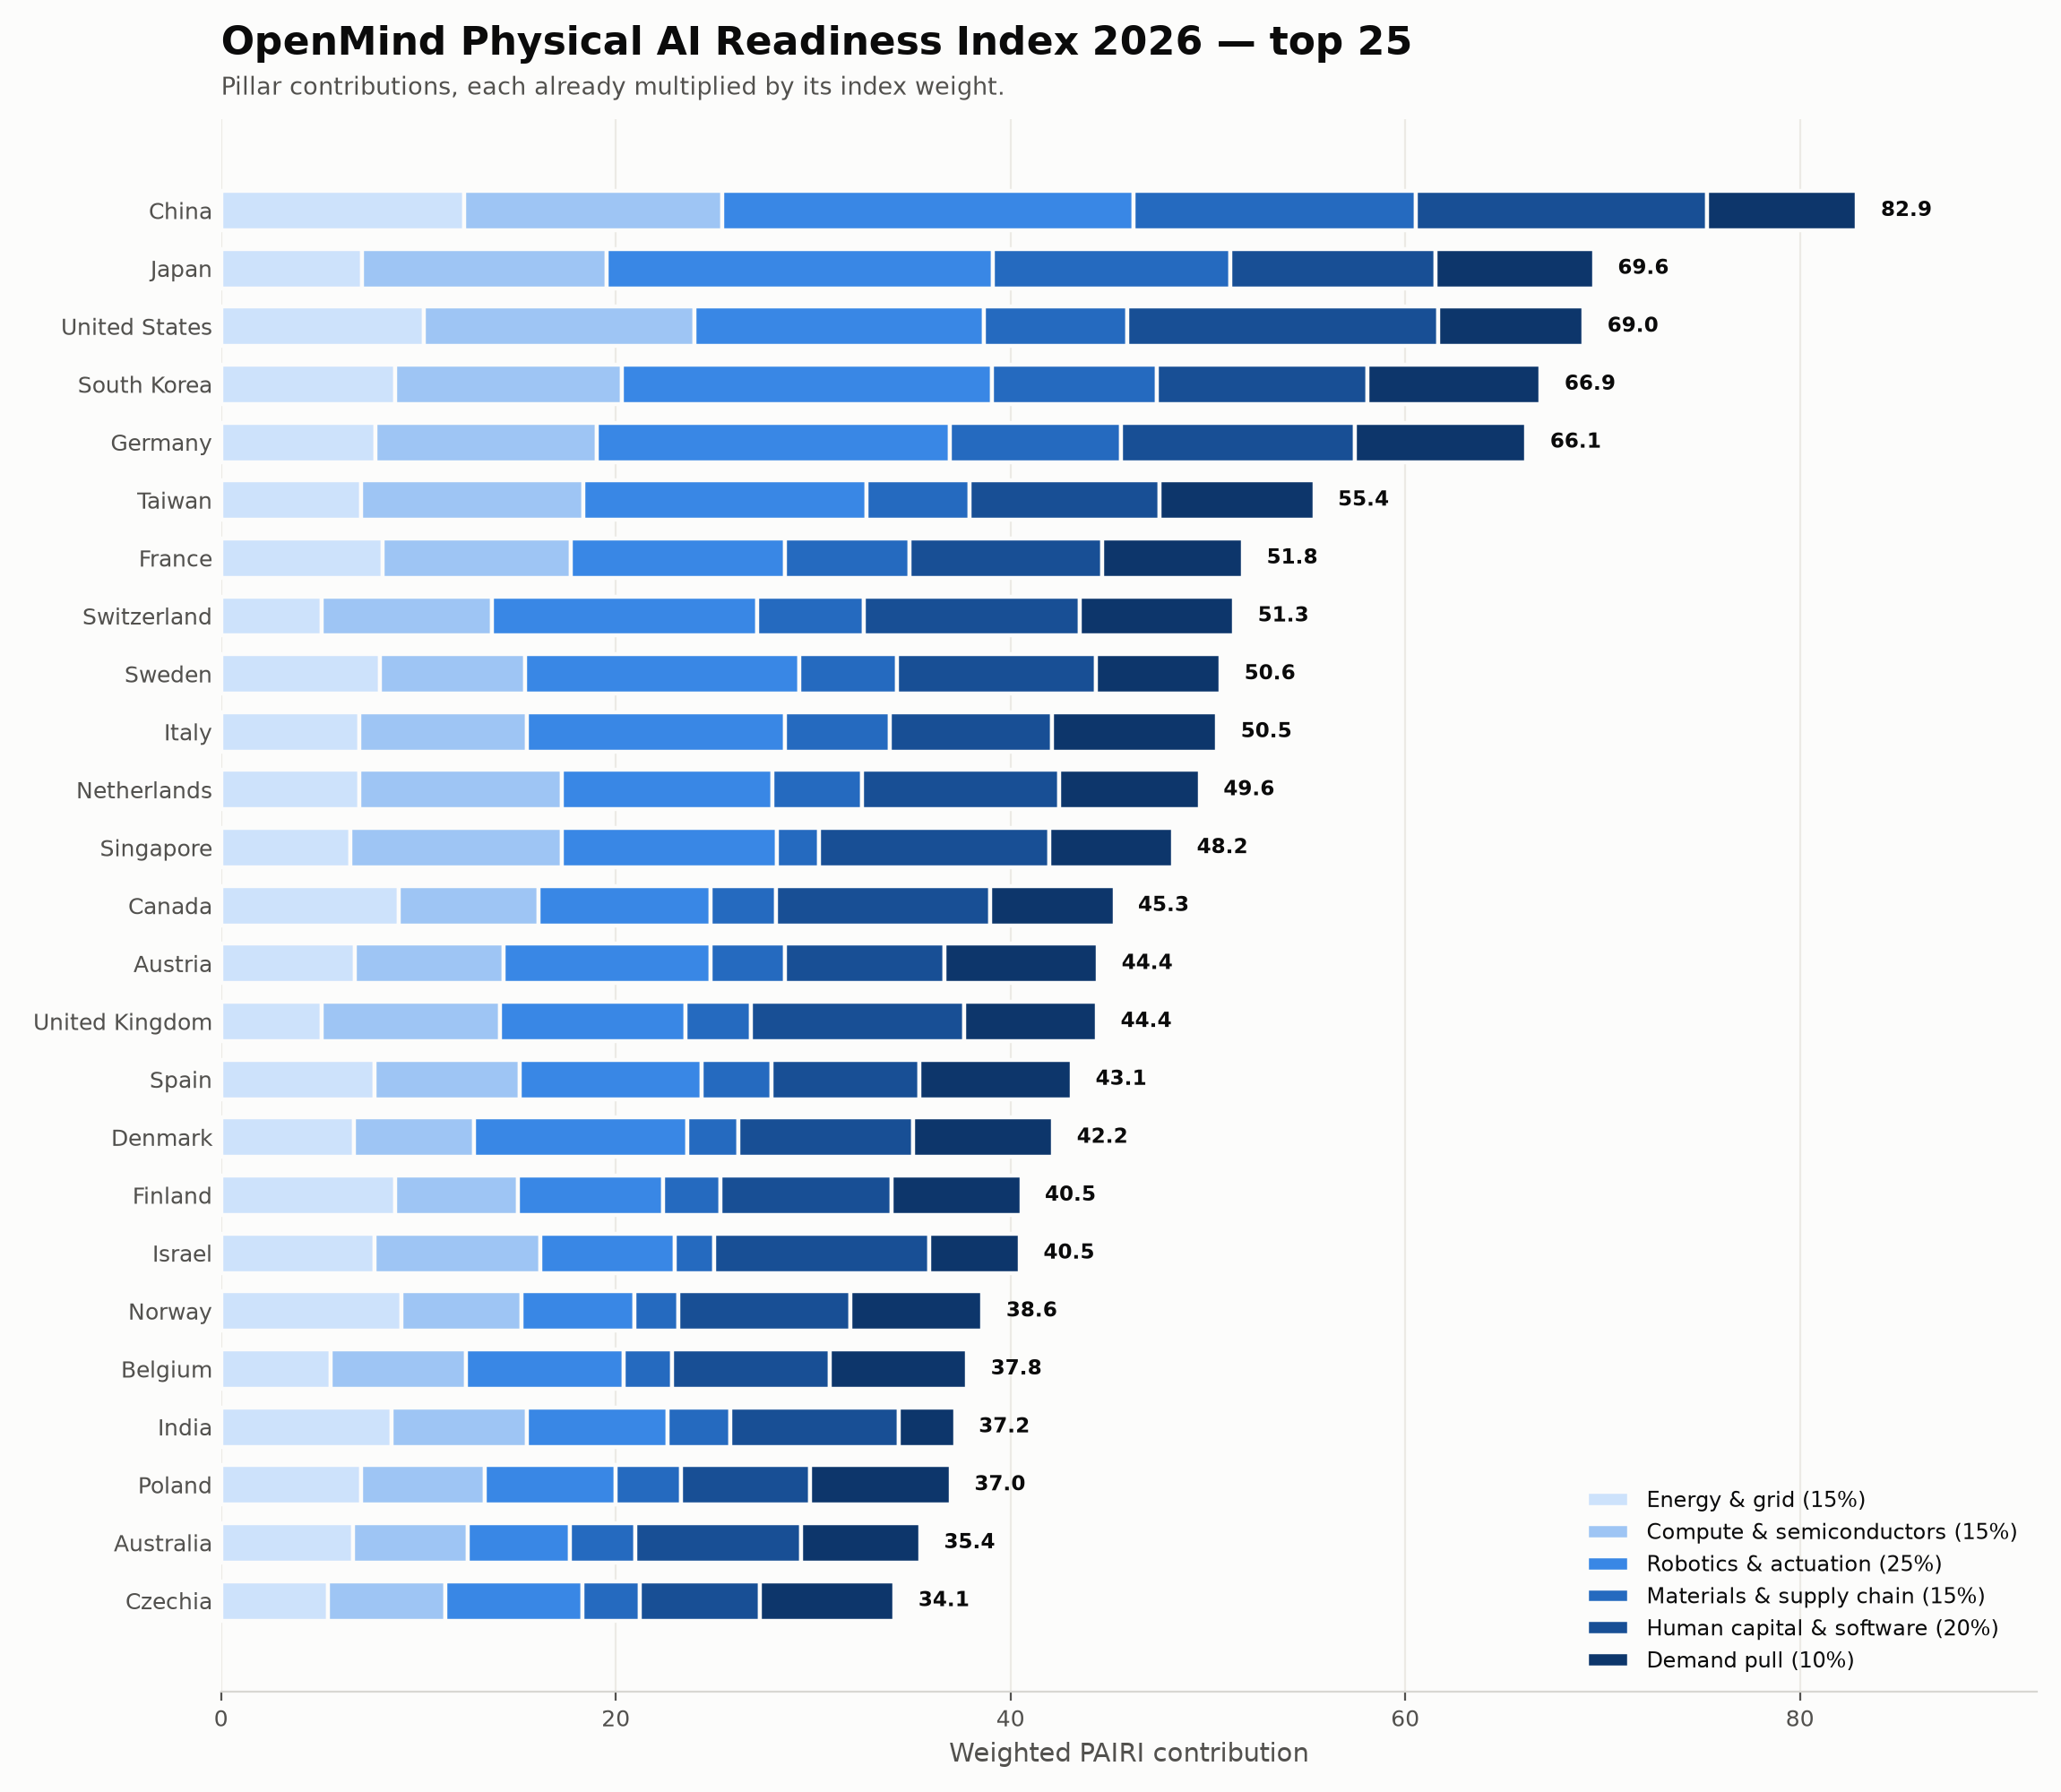 OpenMind Physical AI Readiness Index 2026 — top 25
Pillar contributions, each already multiplied by its index weight.
China 82.9
Japan 69.6
United States 69.0
South Korea 66.9
Germany 66.1
Taiwan 55.4
France 51.8
Switzerland 51.3
Sweden 50.6
Italy 50.5
Netherlands 49.6
Singapore 48.2
Canada 45.3
Austria 44.4
United Kingdom 44.4
Spain 43.1
Denmark 42.2
Finland 40.5
Israel 40.5
Norway 38.6
Belgium 37.8
India 37.2
Poland 37.0
Australia 35.4
Czechia 34.1
Energy & grid (15%)
Compute & semiconductors (15%)
Robotics & actuation (25%)
Materials & supply chain (15%)
Human capital & software (20%)
Demand pull (10%)
0 20 40 60 80
Weighted PAIRI contribution